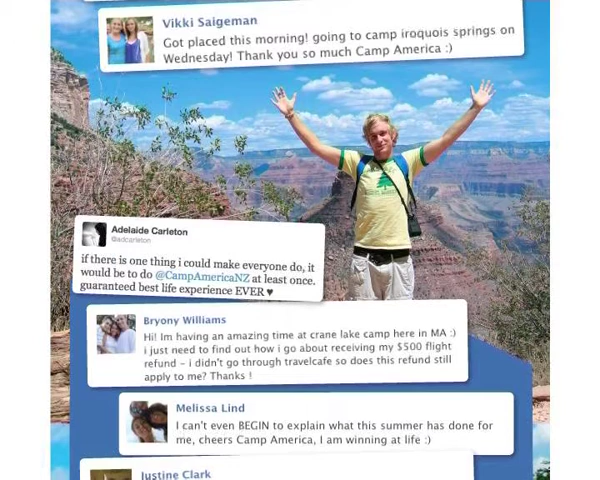 Vikki Saigeman
Got placed this morning! going to camp iroquois springs on
Wednesday! Thank you so much Camp America :)
Adelaide Carleton
@adcarleton
if there is one thing i could make everyone do, it
would be to do @CampAmericaNZ at least once.
guaranteed best life experience EVER ♥
Bryony Williams
Hi! Im having an amazing time at crane lake camp here in MA :)
i just need to find out how i go about receiving my $500 flight
refund - i didn't go through travelcafe so does this refund still
apply to me? Thanks !
Melissa Lind
I can't even BEGIN to explain what this summer has done for
me, cheers Camp America, I am winning at life :)
Justine Clark